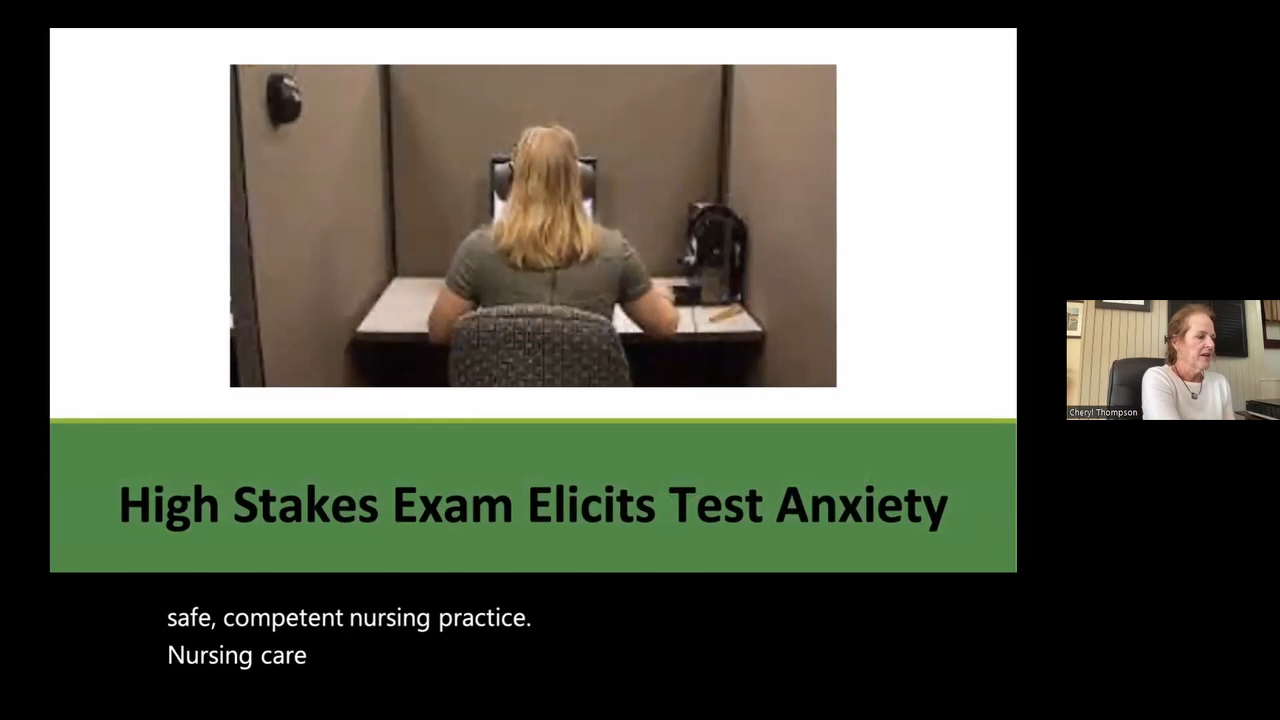 High Stakes Exam Elicits Test Anxiety
Cheryl Thompson
safe, competent nursing practice.
Nursing care